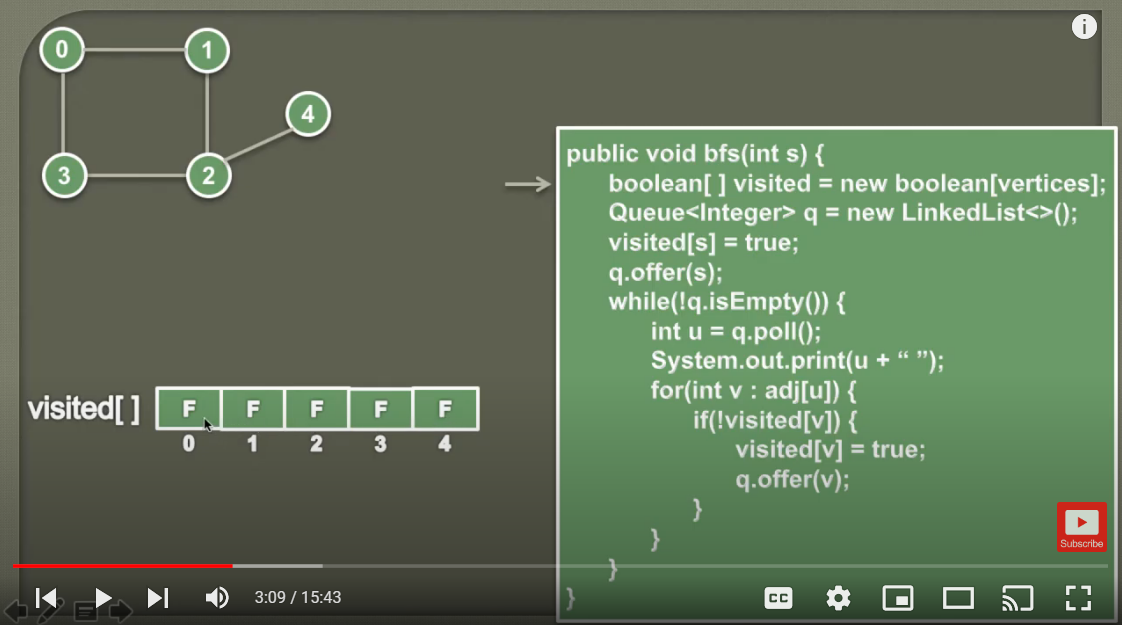 0
1
4
3
2
public void bfs(int s) {
boolean[ ] visited = new boolean[vertices];
Queue<Integer> q = new LinkedList<>();
visited[s] = true;
q.offer(s);
while(!q.isEmpty()) {
int u = q.poll();
System.out.print(u + “ ”);
for(int v : adj[u]) {
if(!visited[v]) {
visited[v] = true;
q.offer(v);
}
}
}
}
visited[ ] F F F F F
0 1 2 3 4
Subscribe
3:09 / 15:43
CC